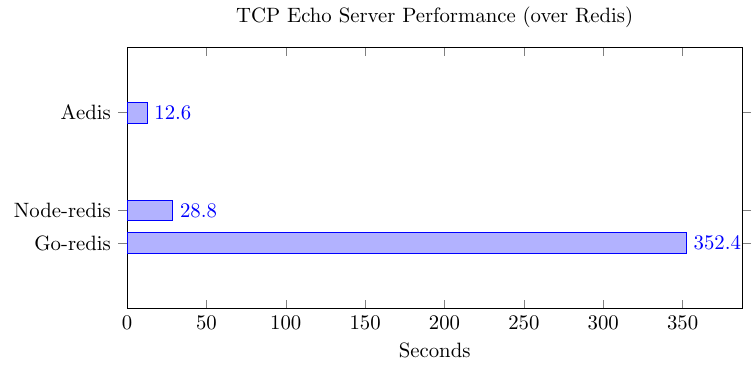 TCP Echo Server Performance (over Redis)
Aedis 12.6
Node-redis 28.8
Go-redis 352.4
0 50 100 150 200 250 300 350
Seconds